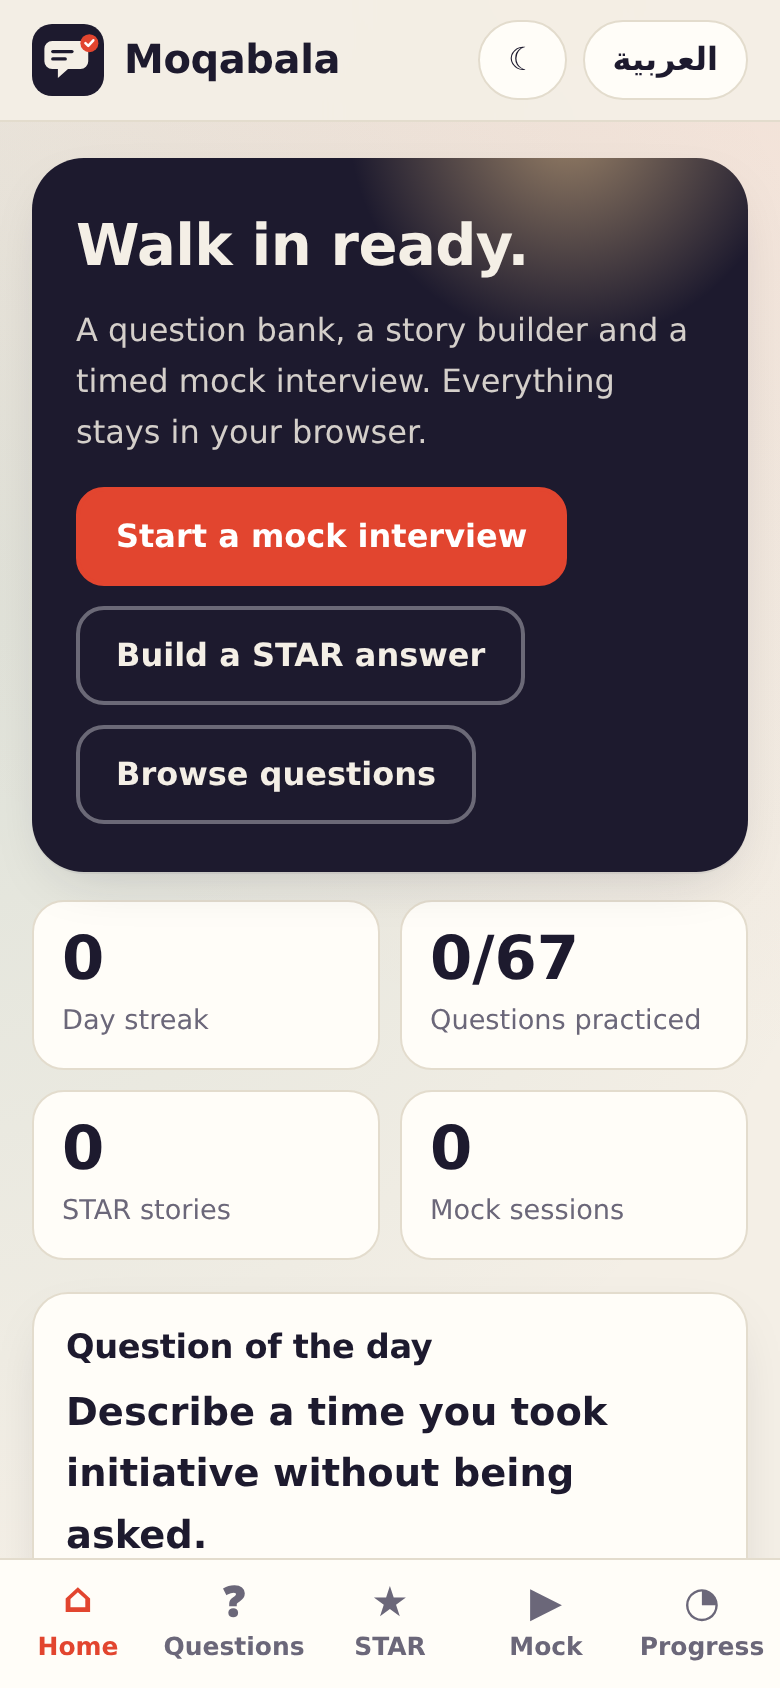 Moqabala
العربية
Walk in ready.
A question bank, a story builder and a
timed mock interview. Everything
stays in your browser.
Start a mock interview
Build a STAR answer
Browse questions
0
Day streak
0/67
Questions practiced
0
STAR stories
0
Mock sessions
Question of the day
Describe a time you took
initiative without being
asked.
Home
Questions
STAR
Mock
Progress